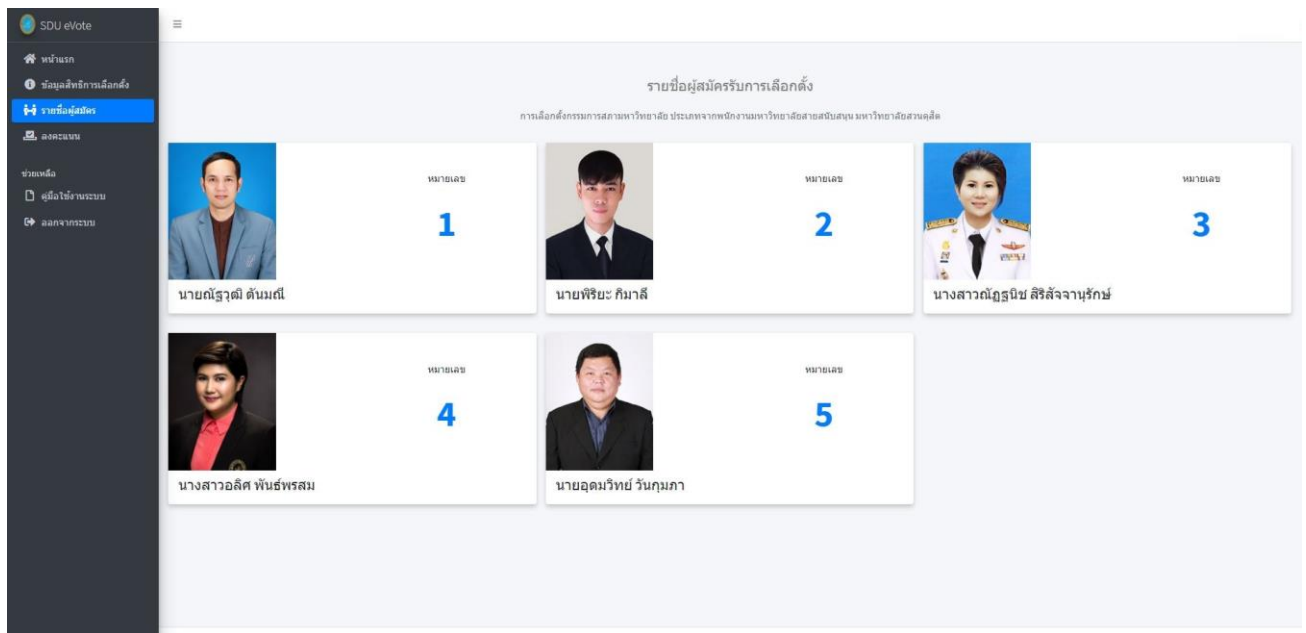 SDU eVote
หน้าแรก
ข้อมูลสิทธิการเลือกตั้ง
รายชื่อผู้สมัคร
ลงคะแนน
ช่วยเหลือ
คู่มือใช้งานระบบ
ออกจากระบบ
รายชื่อผู้สมัครรับการเลือกตั้ง
การเลือกตั้งกรรมการสภามหาวิทยาลัย ประเภทจากพนักงานมหาวิทยาลัยสายสนับสนุน มหาวิทยาลัยสวนดุสิต
หมายเลข
1
นายณัฐวุฒิ ตันมณี
หมายเลข
2
นายพิริยะ กิมาลี
หมายเลข
3
นางสาวณัฏฐนิช สิริสัจจานุรักษ์
หมายเลข
4
นางสาวอลิศ พันธ์พรสม
หมายเลข
5
นายอุดมวิทย์ วันกุมภา